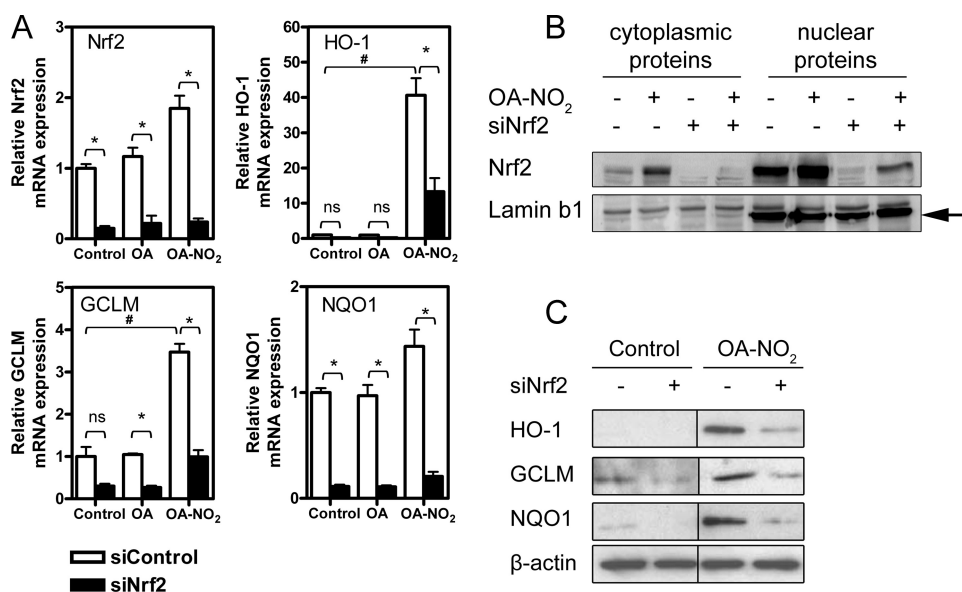 A
Nrf2
Relative Nrf2
mRNA expression
3
2
1
0
* * *
Control OA OA-NO2
HO-1
Relative HO-1
mRNA expression
60
50
40
30
20
10
0
# *
ns ns
Control OA OA-NO2
GCLM
Relative GCLM
mRNA expression
5
4
3
2
1
0
# *
ns *
Control OA OA-NO2
NQO1
Relative NQO1
mRNA expression
2
1
0
* * *
Control OA OA-NO2
siControl
siNrf2
B
cytoplasmic
proteins
nuclear
proteins
OA-NO2 - + - + - + - +
siNrf2 - - + + - - + +
Nrf2
Lamin b1
C
Control OA-NO2
siNrf2 - + - +
HO-1
GCLM
NQO1
β-actin